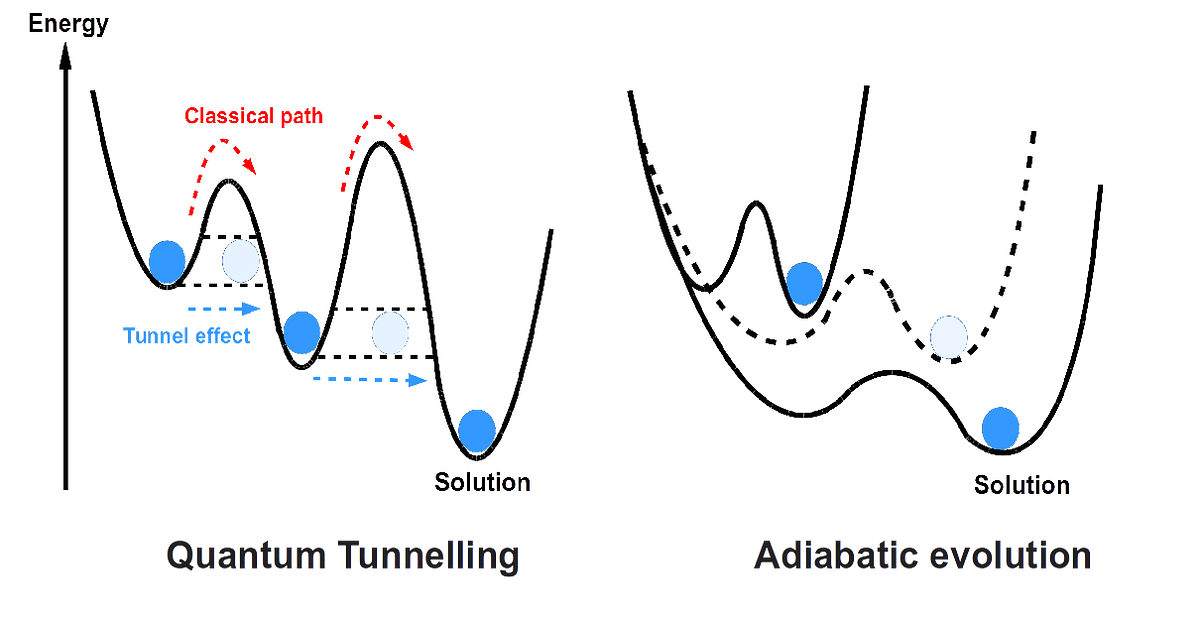 Energy
Classical path
Tunnel effect
Solution
Solution
Quantum Tunnelling
Adiabatic evolution